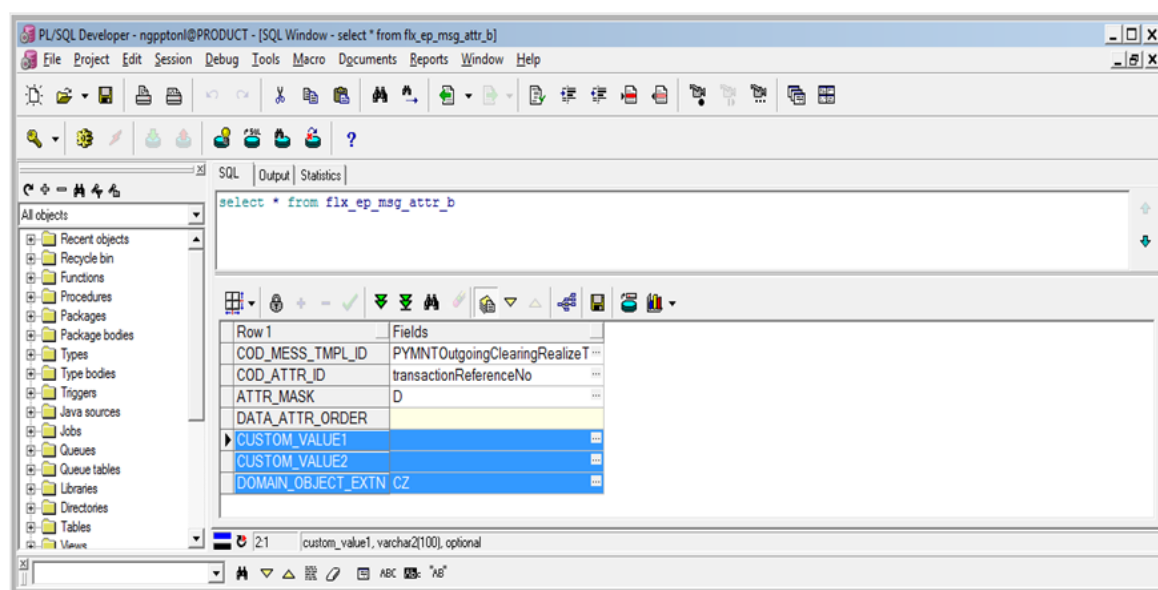 PL/SQL Developer - ngpptonl@PRODUCT - [SQL Window - select * from flx_ep_msg_attr_b]
File Project Edit Session Debug Tools Macro Documents Reports Window Help
SQL Output Statistics
All objects
select * from flx_ep_msg_attr_b
Recent objects
Recycle bin
Functions
Procedures
Packages
Package bodies
Types
Type bodies
Triggers
Java sources
Jobs
Queues
Queue tables
Libraries
Directories
Tables
Views
Row 1 Fields
COD_MESS_TMPL_ID PYMNTOutgoingClearingRealizeT ...
COD_ATTR_ID transactionReferenceNo ...
ATTR_MASK D ...
DATA_ATTR_ORDER
CUSTOM_VALUE1 ...
CUSTOM_VALUE2 ...
DOMAIN_OBJECT_EXTN CZ ...
2:1 custom_value1, varchar2(100), optional
ABC "AB"